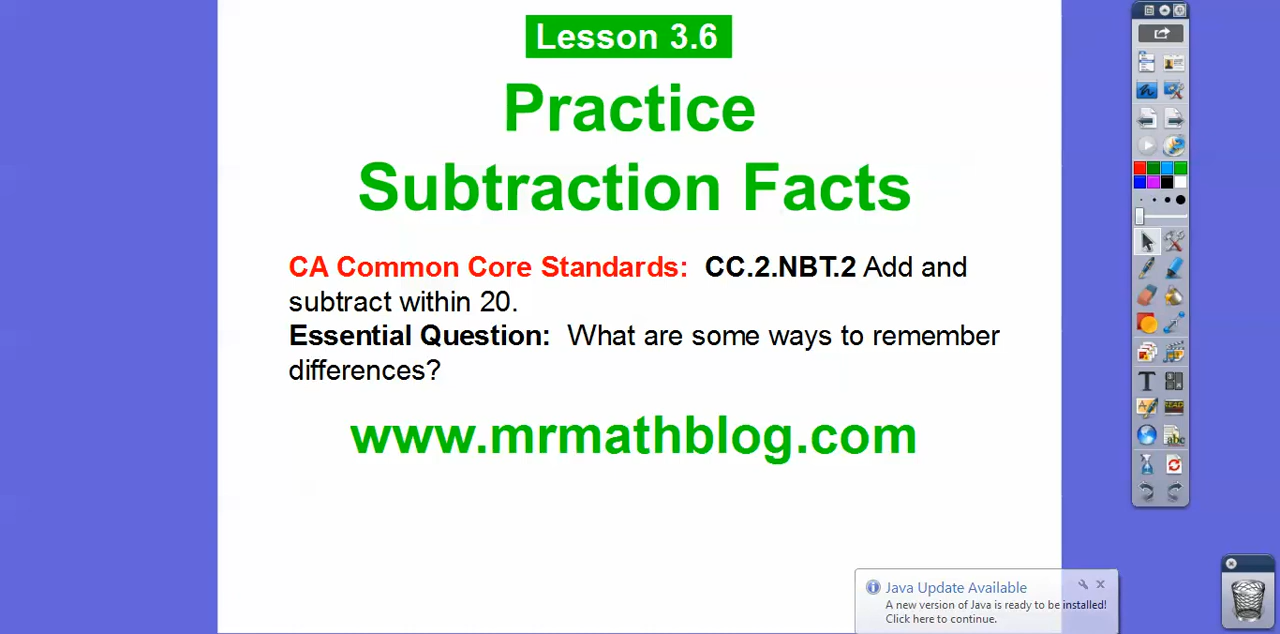 Lesson 3.6
Practice
Subtraction Facts
CA Common Core Standards: CC.2.NBT.2 Add and
subtract within 20.
Essential Question: What are some ways to remember
differences?
www.mrmathblog.com
T
abc
Java Update Available
A new version of Java is ready to be installed!
Click here to continue.